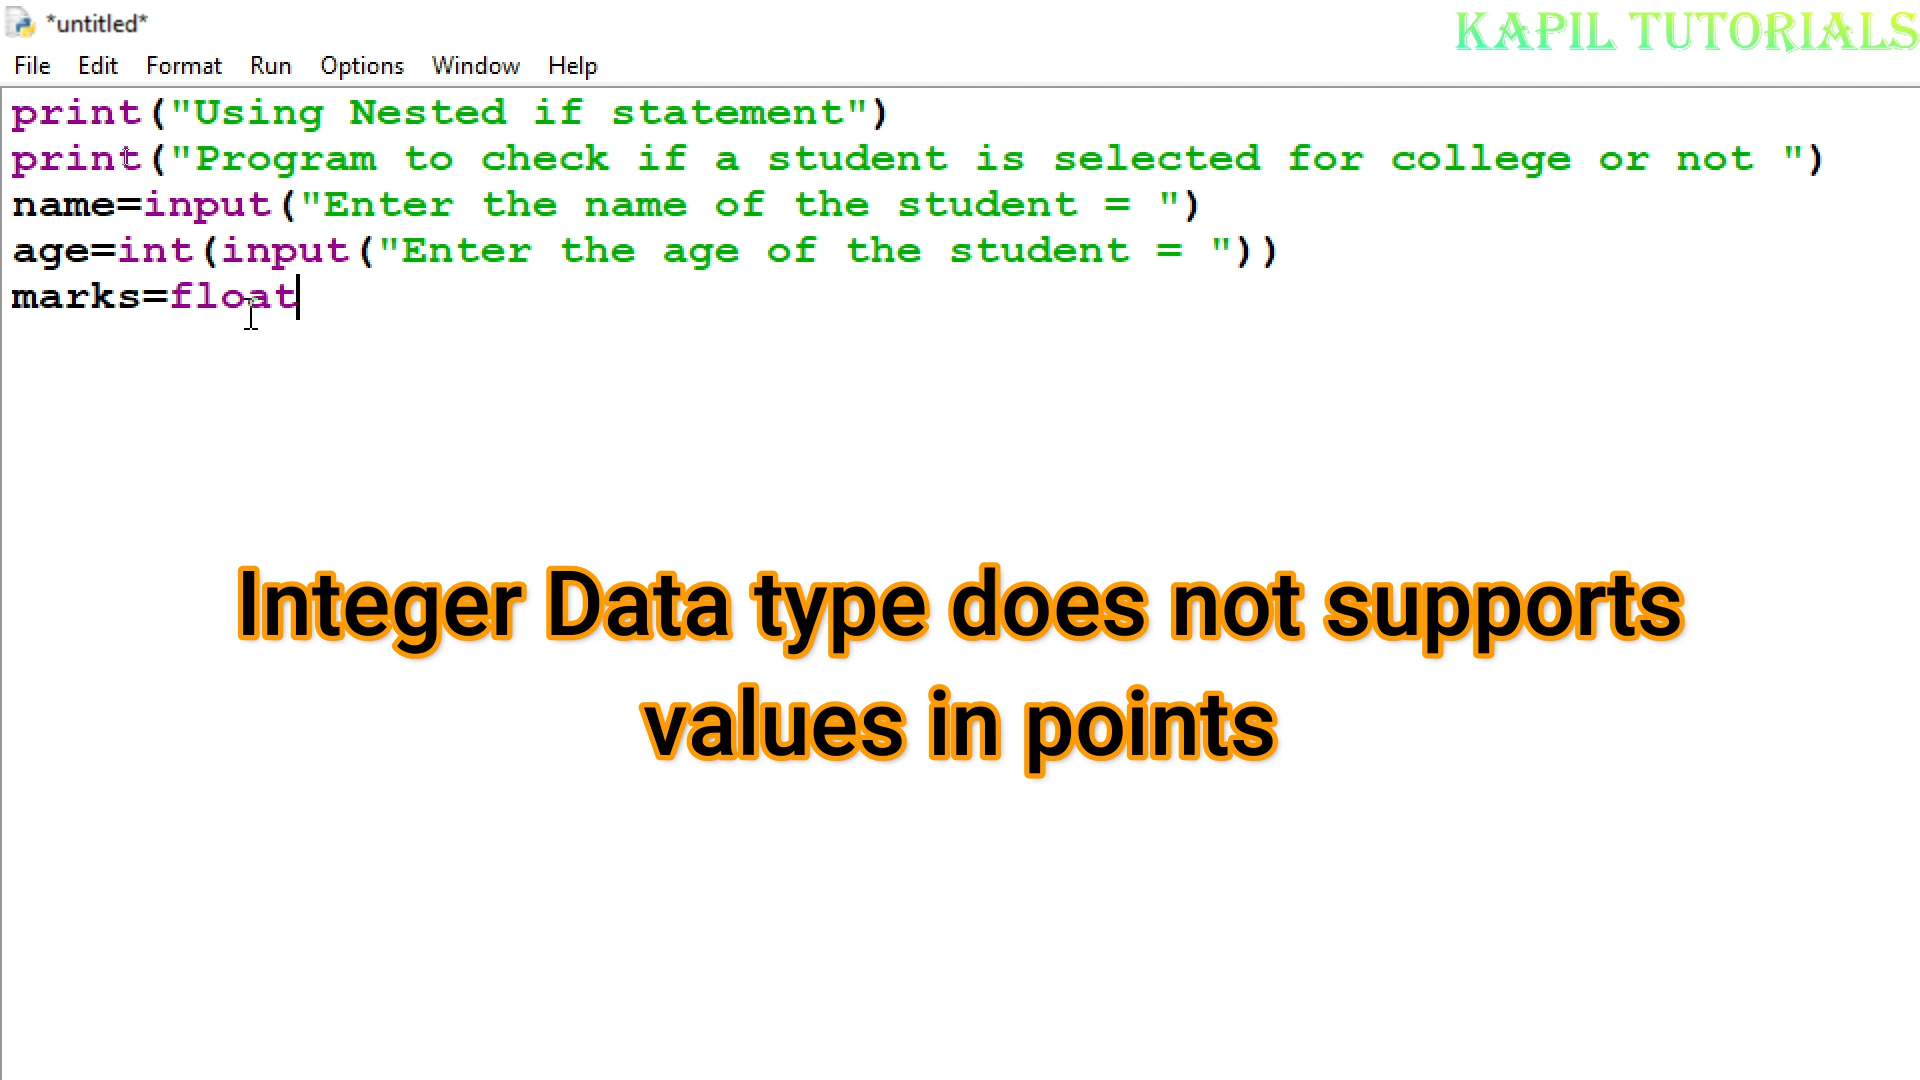 *untitled*
KAPIL TUTORIALS
File Edit Format Run Options Window Help
print("Using Nested if statement")
print("Program to check if a student is selected for college or not ")
name=input("Enter the name of the student = ")
age=int(input("Enter the age of the student = "))
marks=float
Integer Data type does not supports
values in points